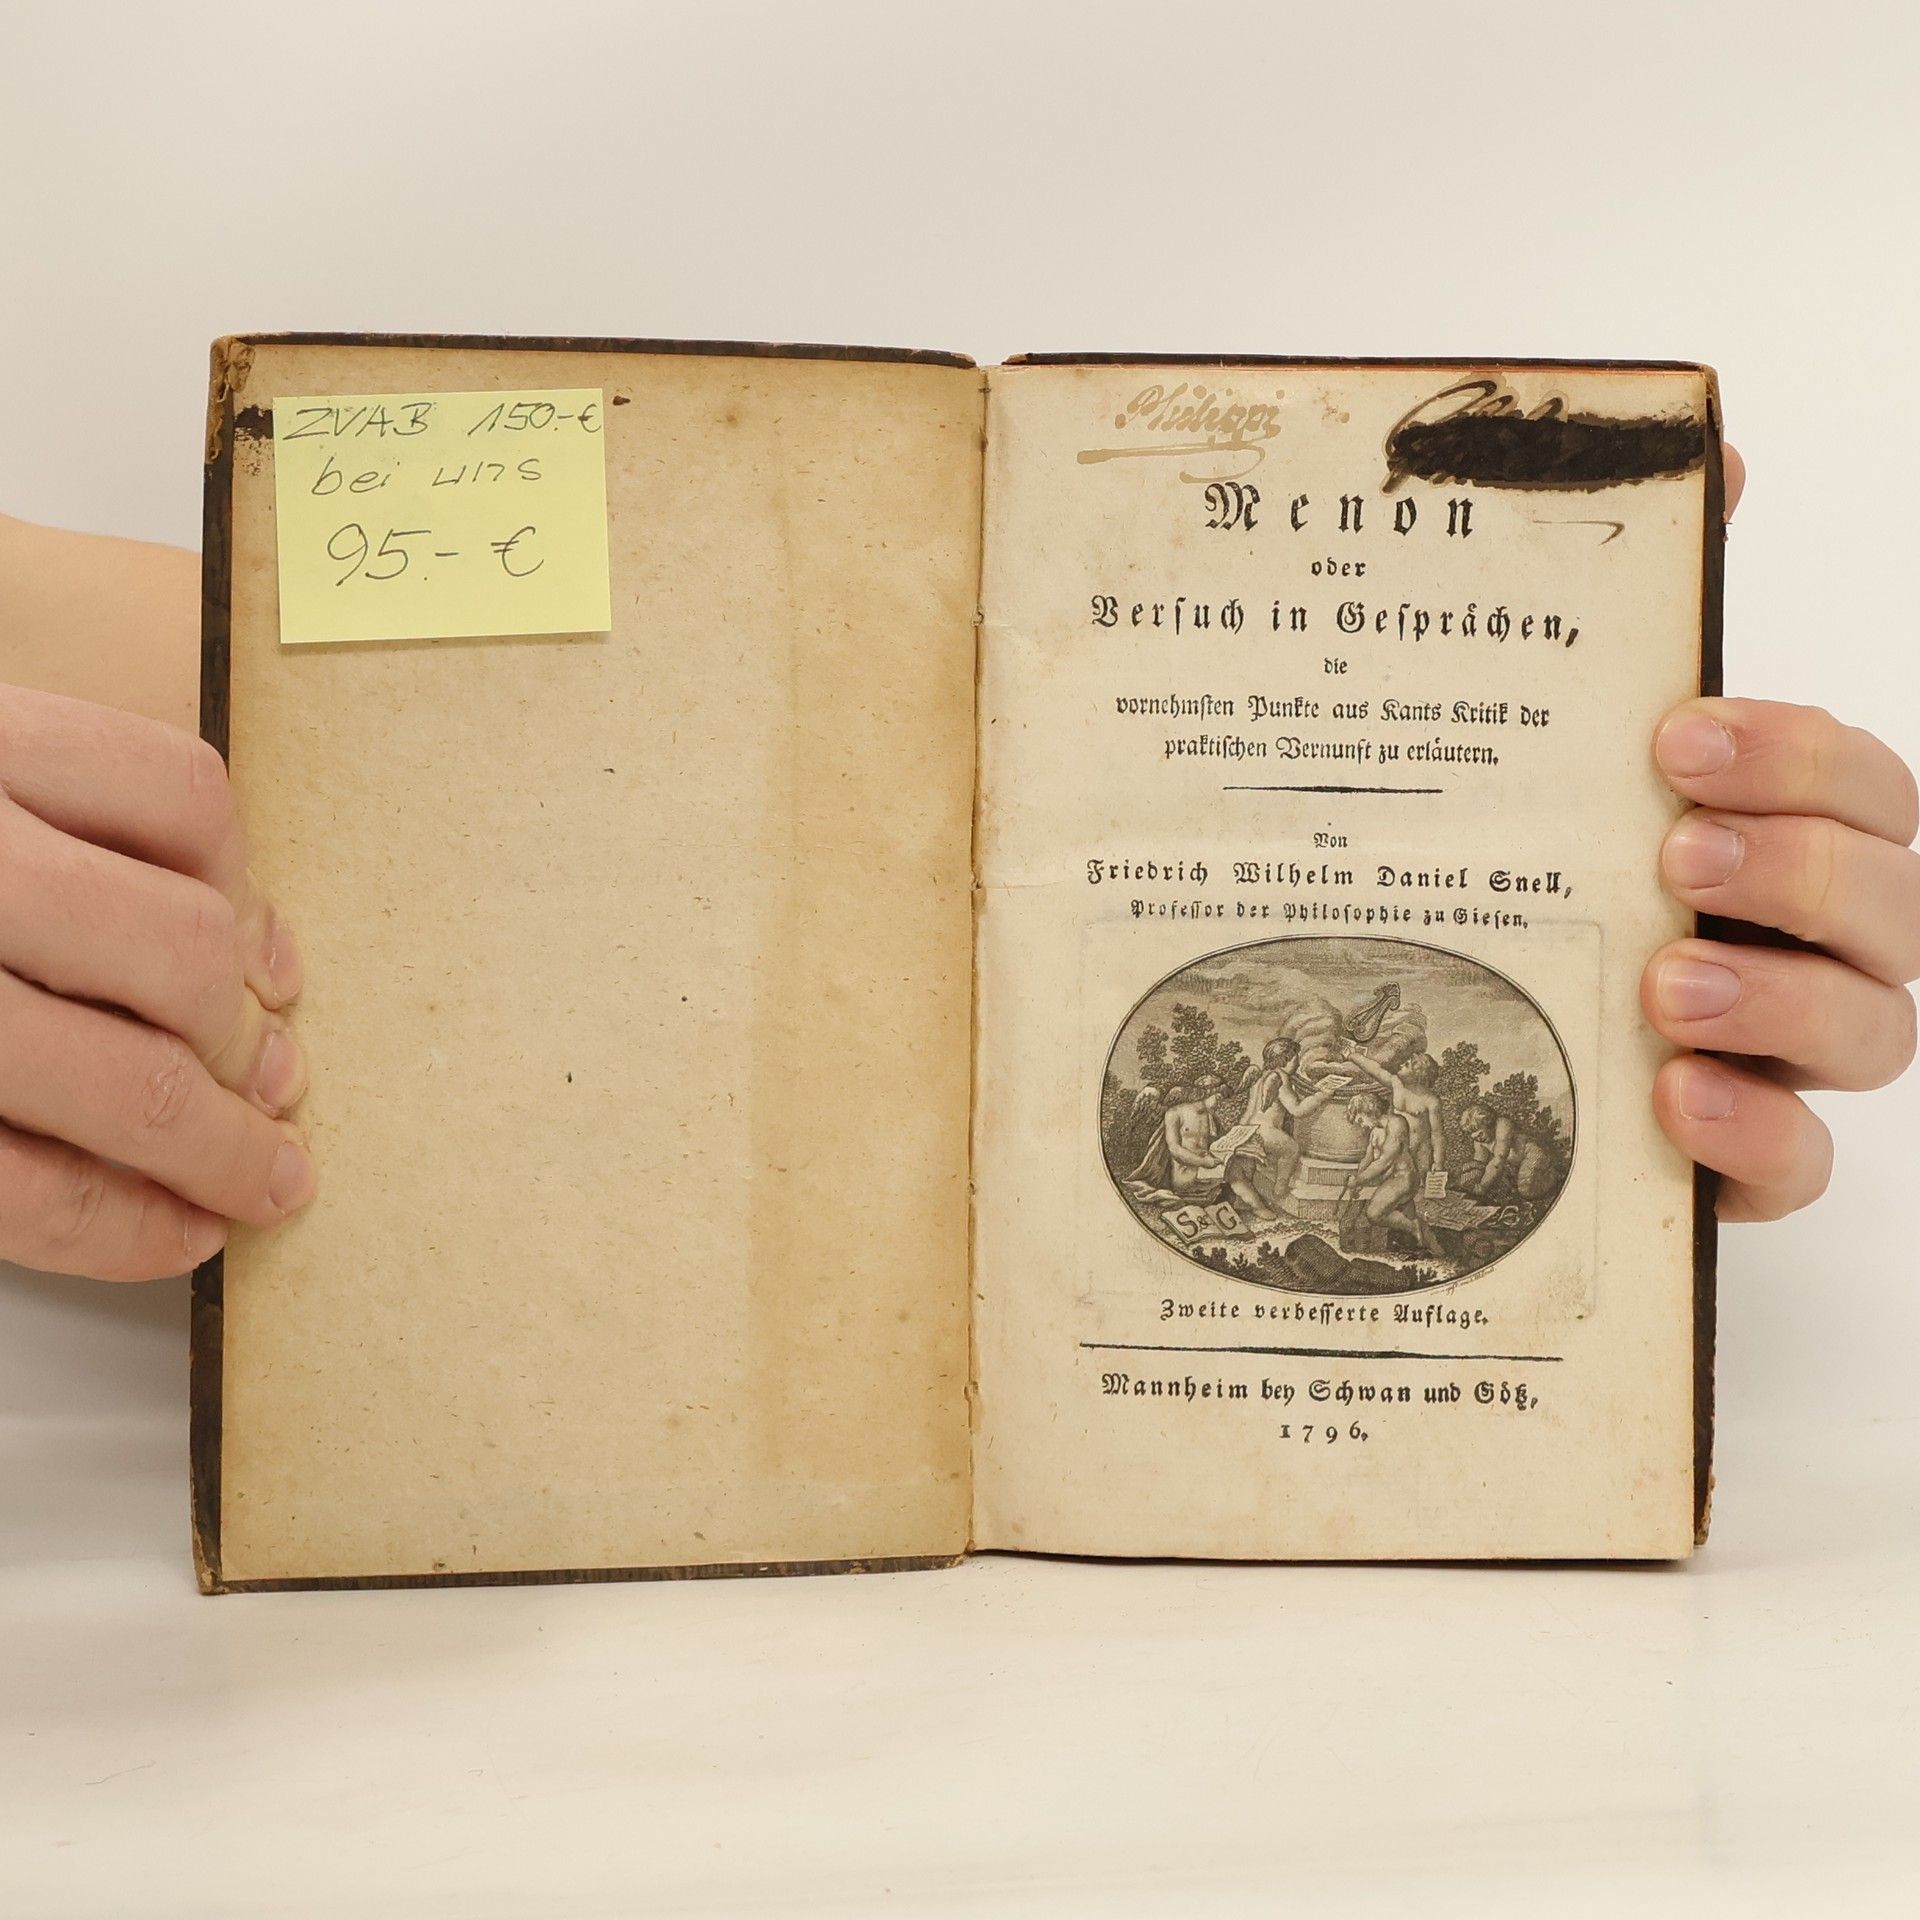 ZVAB 150.-€
bei uns
95.- €
Philippi
Menon
oder
Verſuch in Geſprächen,
die
vornehmſten Punkte aus Kants Kritik der
praktiſchen Vernunft zu erläutern.
Von
Friedrich Wilhelm Daniel Snell,
Profeſſor der Philoſophie zu Gieſen.
S & G
Zweite verbeſſerte Auflage.
Mannheim bey Schwan und Götz,
1796.